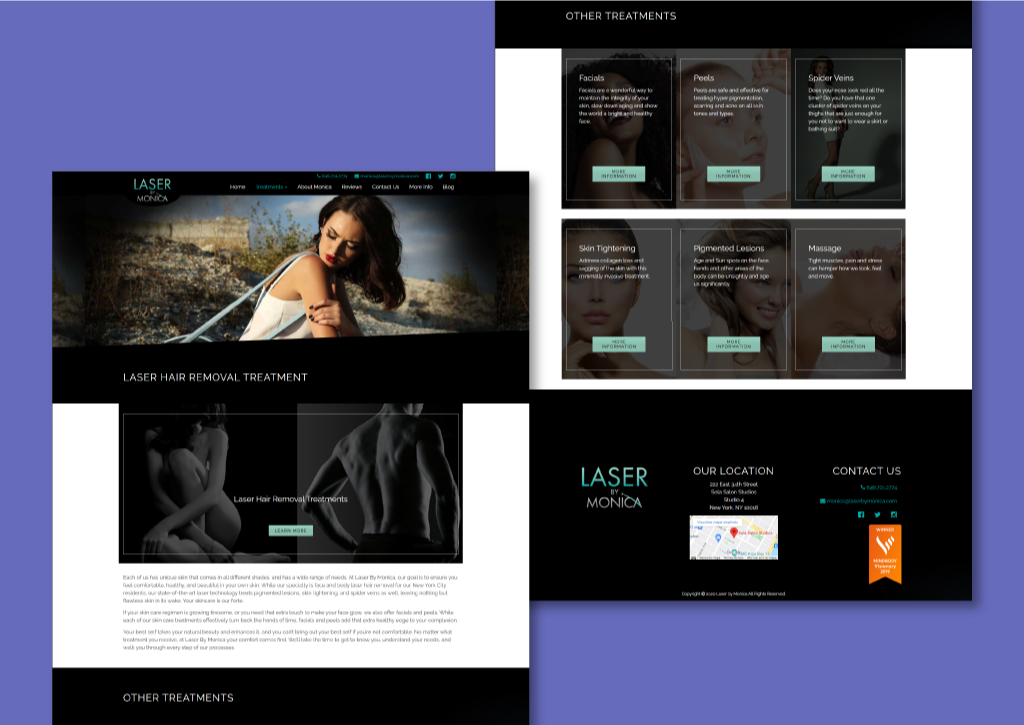 LASER
BY
MONICA
Home
Treatments
About Monica
Reviews
Contact Us
More Info
Blog
LASER HAIR REMOVAL TREATMENT
Laser Hair Removal Treatments
LEARN MORE
Each of us has unique skin that comes in all different shades, and has a wide range of needs. At Laser By Monica, our goal is to ensure you
feel comfortable, healthy, and beautiful in your own skin. While our specialty is face and body laser hair removal for our New York City
residents, our state-of-the-art laser technology treats pigmented lesions, skin tightening, and spider veins as well, leaving nothing but
flawless skin in its wake. Your skincare is our forte.
If your skin care regimen is growing tiresome, or you need that extra touch to make your face glow, we also offer facials and peels. While
each of our skin care treatments effectively turn back the hands of time, facials and peels add that extra healthy edge to your complexion.
Your best self takes your natural beauty and enhances it, and you can't bring out your best self if you're not comfortable. No matter what
treatment you receive, at Laser By Monica your comfort comes first. We'll take the time to get to know you, understand your needs, and
walk you through every step of our processes.
OTHER TREATMENTS
OTHER TREATMENTS
Facials
Facials are a wonderful way to
maintain the integrity of your
skin, slow down aging and show
the world a bright and healthy
face.
MORE
INFORMATION
Peels
Peels are safe and effective for
treating hyper pigmentation,
scarring and acne on all skin
tones and types.
MORE
INFORMATION
Spider Veins
Does your nose look red all the
time? Do you have that one
cluster of spider veins on your
thighs that are just enough for
you not to want to wear a skirt or
bathing suit?
MORE
INFORMATION
Skin Tightening
Address collagen loss and
sagging of the skin with this
minimally invasive treatment.
MORE
INFORMATION
Pigmented Lesions
Age and Sun spots on the face,
hands and other areas of the
body can be unsightly and age
us significantly.
MORE
INFORMATION
Massage
Tight muscles, pain and stress
can hamper how we look, feel
and move.
MORE
INFORMATION
LASER
BY
MONICA
OUR LOCATION
222 East 34th Street
Sola Salon Studios
Studio 4
New York, NY 10016
Sola Salon Studios
CONTACT US
646.721.2774
monica@laserbymonica.com
WINNER
MINDBODY
Visionary
2019
Copyright © 2020 Laser by Monica All Rights Reserved